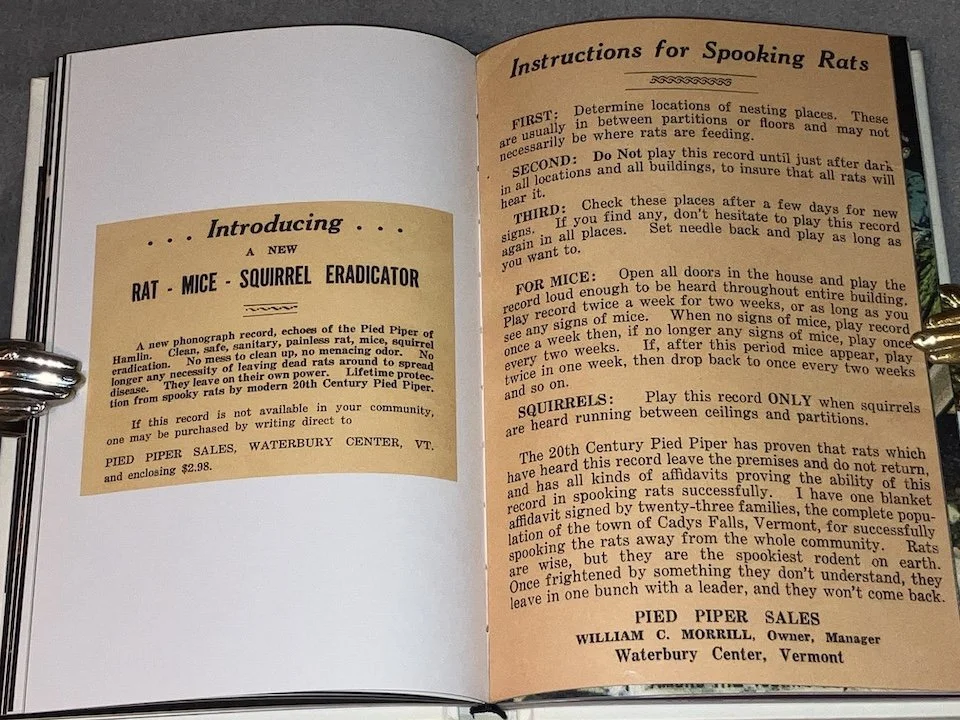 . . . Introducing . . .
A NEW
RAT - MICE - SQUIRREL ERADICATOR
A new phonograph record, echoes of the Pied Piper of
Hamlin. Clean, safe, sanitary, painless rat, mice, squirrel
eradication. No mess to clean up, no menacing odor. No
longer any necessity of leaving dead rats around to spread
disease. They leave on their own power. Lifetime protec-
tion from spooky rats by modern 20th Century Pied Piper.
If this record is not available in your community,
one may be purchased by writing direct to
PIED PIPER SALES, WATERBURY CENTER, VT.
and enclosing $2.98.
Instructions for Spooking Rats
FIRST: Determine locations of nesting places. These
are usually in between partitions or floors and may not
necessarily be where rats are feeding.
SECOND: Do Not play this record until just after dark
in all locations and all buildings, to insure that all rats will
hear it.
THIRD: Check these places after a few days for new
signs. If you find any, don't hesitate to play this record
again in all places. Set needle back and play as long as
you want to.
FOR MICE: Open all doors in the house and play the
record loud enough to be heard throughout entire building.
Play record twice a week for two weeks, or as long as you
see any signs of mice. When no signs of mice, play record
once a week then, if no longer any signs of mice, play once
every two weeks. If, after this period mice appear, play
twice in one week, then drop back to once every two weeks
and so on.
SQUIRRELS: Play this record ONLY when squirrels
are heard running between ceilings and partitions.
The 20th Century Pied Piper has proven that rats which
have heard this record leave the premises and do not return,
and has all kinds of affidavits proving the ability of this
record in spooking rats successfully. I have one blanket
affidavit signed by twenty-three families, the complete popu-
lation of the town of Cadys Falls, Vermont, for successfully
spooking the rats away from the whole community. Rats
are wise, but they are the spookiest rodent on earth.
Once frightened by something they don't understand, they
leave in one bunch with a leader, and they won't come back.
PIED PIPER SALES
WILLIAM C. MORRILL, Owner, Manager
Waterbury Center, Vermont